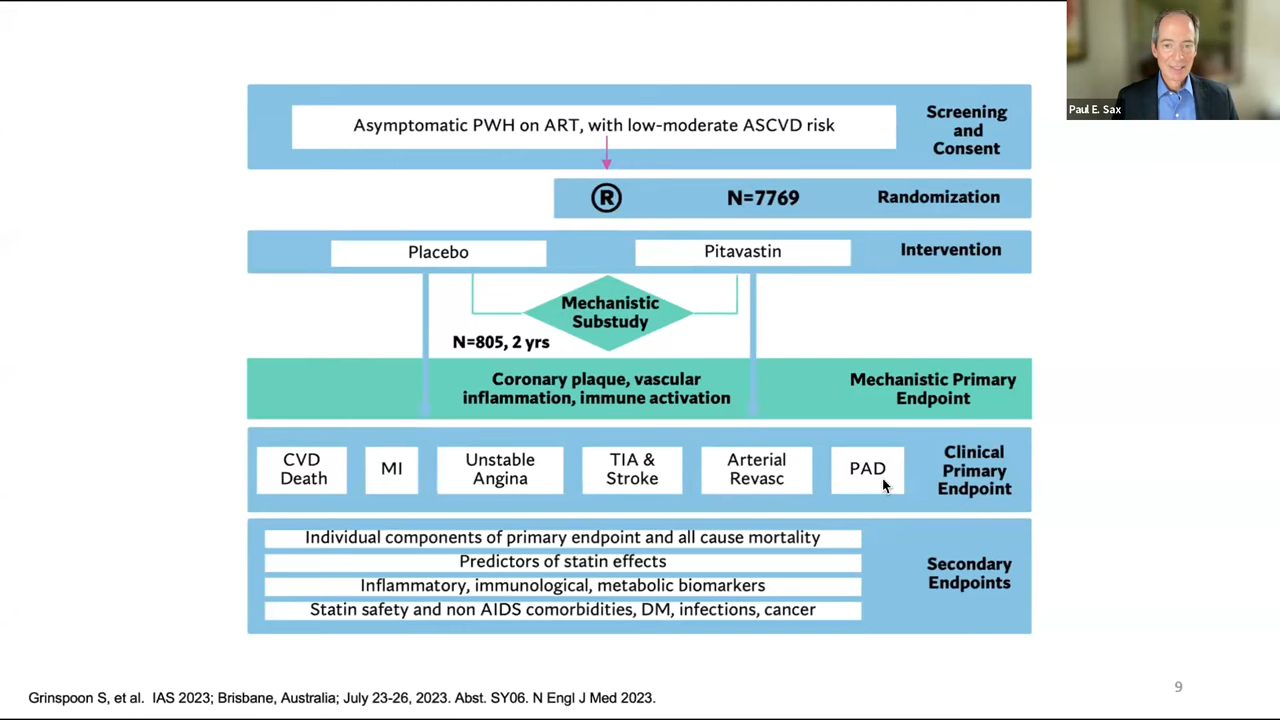 Paul E. Sax
Asymptomatic PWH on ART, with low-moderate ASCVD risk
Screening
and
Consent
®
N=7769
Randomization
Placebo
Pitavastin
Intervention
Mechanistic
Substudy
N=805, 2 yrs
Coronary plaque, vascular
inflammation, immune activation
Mechanistic Primary
Endpoint
CVD
Death
MI
Unstable
Angina
TIA &
Stroke
Arterial
Revasc
PAD
Clinical
Primary
Endpoint
Individual components of primary endpoint and all cause mortality
Predictors of statin effects
Inflammatory, immunological, metabolic biomarkers
Statin safety and non AIDS comorbidities, DM, infections, cancer
Secondary
Endpoints
Grinspoon S, et al. IAS 2023; Brisbane, Australia; July 23-26, 2023. Abst. SY06. N Engl J Med 2023.
9